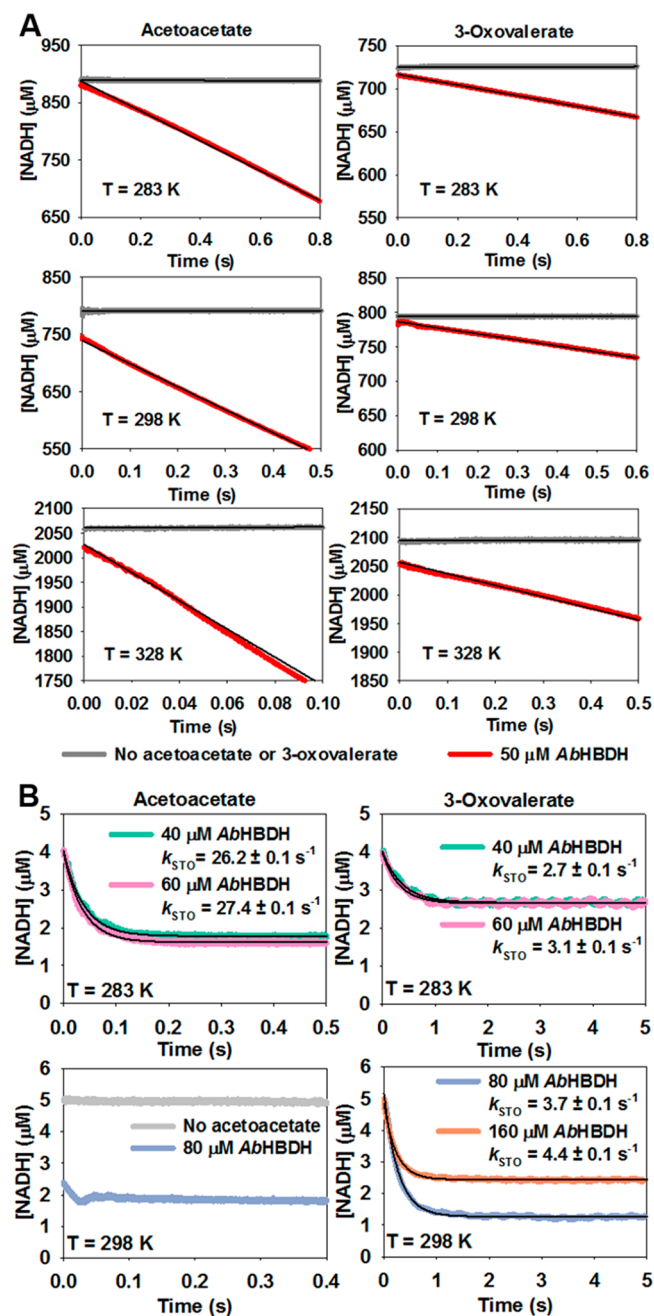 A
Acetoacetate
3-Oxovalerate
[NADH] (µM)
950
850
750
650
T = 283 K
0.0 0.2 0.4 0.6 0.8
Time (s)
[NADH] (µM)
750
700
650
600
550
T = 283 K
0.0 0.2 0.4 0.6 0.8
Time (s)
[NADH] (µM)
850
750
650
550
T = 298 K
0.0 0.1 0.2 0.3 0.4 0.5
Time (s)
[NADH] (µM)
850
800
750
700
650
600
T = 298 K
0.0 0.1 0.2 0.3 0.4 0.5 0.6
Time (s)
[NADH] (µM)
2100
2050
2000
1950
1900
1850
1800
1750
T = 328 K
0.00 0.02 0.04 0.06 0.08 0.10
Time (s)
[NADH] (µM)
2150
2100
2050
2000
1950
1900
1850
T = 328 K
0.0 0.1 0.2 0.3 0.4 0.5
Time (s)
No acetoacetate or 3-oxovalerate
50 µM AbHBDH
B
Acetoacetate
3-Oxovalerate
[NADH] (µM)
5
4
3
2
1
0
40 µM AbHBDH
kSTO = 26.2 ± 0.1 s-1
60 µM AbHBDH
kSTO = 27.4 ± 0.1 s-1
T = 283 K
0.0 0.1 0.2 0.3 0.4 0.5
Time (s)
[NADH] (µM)
5
4
3
2
1
0
40 µM AbHBDH
kSTO = 2.7 ± 0.1 s-1
60 µM AbHBDH
kSTO = 3.1 ± 0.1 s-1
T = 283 K
0 1 2 3 4 5
Time (s)
[NADH] (µM)
6
5
4
3
2
1
0
No acetoacetate
80 µM AbHBDH
T = 298 K
0.0 0.1 0.2 0.3 0.4
Time (s)
[NADH] (µM)
6
5
4
3
2
1
0
80 µM AbHBDH
kSTO = 3.7 ± 0.1 s-1
160 µM AbHBDH
kSTO = 4.4 ± 0.1 s-1
T = 298 K
0 1 2 3 4 5
Time (s)